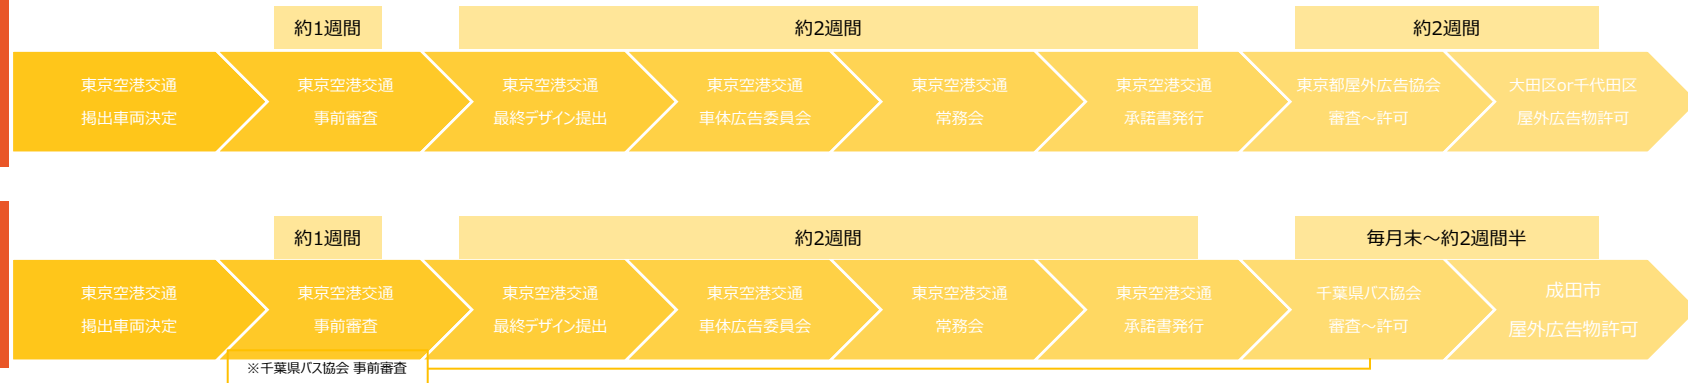 約1週間
約2週間
約2週間
東京空港交通
掲出車両決定
東京空港交通
事前審査
東京空港交通
最終デザイン提出
東京空港交通
車体広告委員会
東京空港交通
常務会
東京空港交通
承諾書発行
東京都屋外広告協会
審査～許可
大田区or千代田区
屋外広告物許可
約1週間
約2週間
毎月末～約2週間半
東京空港交通
掲出車両決定
東京空港交通
事前審査
東京空港交通
最終デザイン提出
東京空港交通
車体広告委員会
東京空港交通
常務会
東京空港交通
承諾書発行
千葉県バス協会
審査～許可
成田市
屋外広告物許可
※千葉県バス協会 事前審査